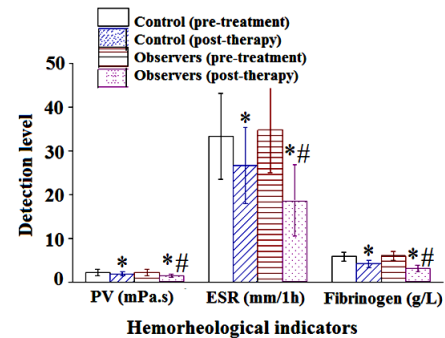 Control (pre-treatment)
Control (post-therapy)
Observers (pre-treatment)
Observers (post-therapy)
Detection level
50
40
30
20
10
0
*
*#
*
*#
*
*#
PV (mPa.s)
ESR (mm/1h)
Fibrinogen (g/L)
Hemorheological indicators